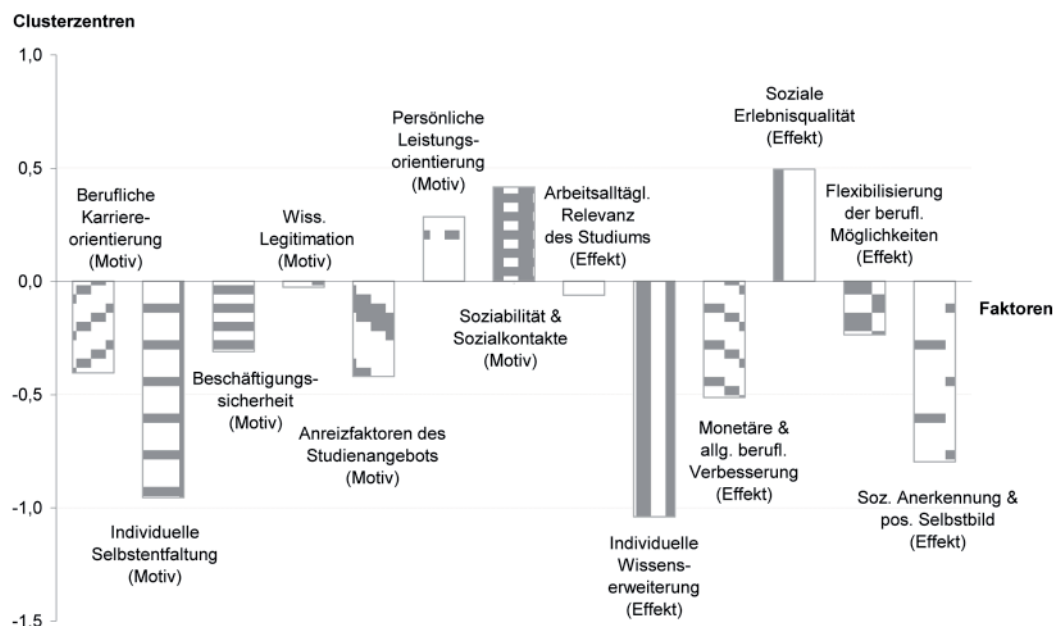 Clusterzentren
1,0
0,5
0,0
-0,5
-1,0
-1,5
Berufliche
Karriere-
orientierung
(Motiv)
Individuelle
Selbstentfaltung
(Motiv)
Beschäftigungs-
sicherheit
(Motiv)
Wiss.
Legitimation
(Motiv)
Anreizfaktoren des
Studienangebots
(Motiv)
Persönliche
Leistungs-
orientierung
(Motiv)
Soziabilität &
Sozialkontakte
(Motiv)
Arbeitsalltägl.
Relevanz
des Studiums
(Effekt)
Individuelle
Wissens-
erweiterung
(Effekt)
Monetäre &
allg. berufl.
Verbesserung
(Effekt)
Soziale
Erlebnisqualität
(Effekt)
Flexibilisierung
der berufl.
Möglichkeiten
(Effekt)
Soz. Anerkennung &
pos. Selbstbild
(Effekt)
Faktoren